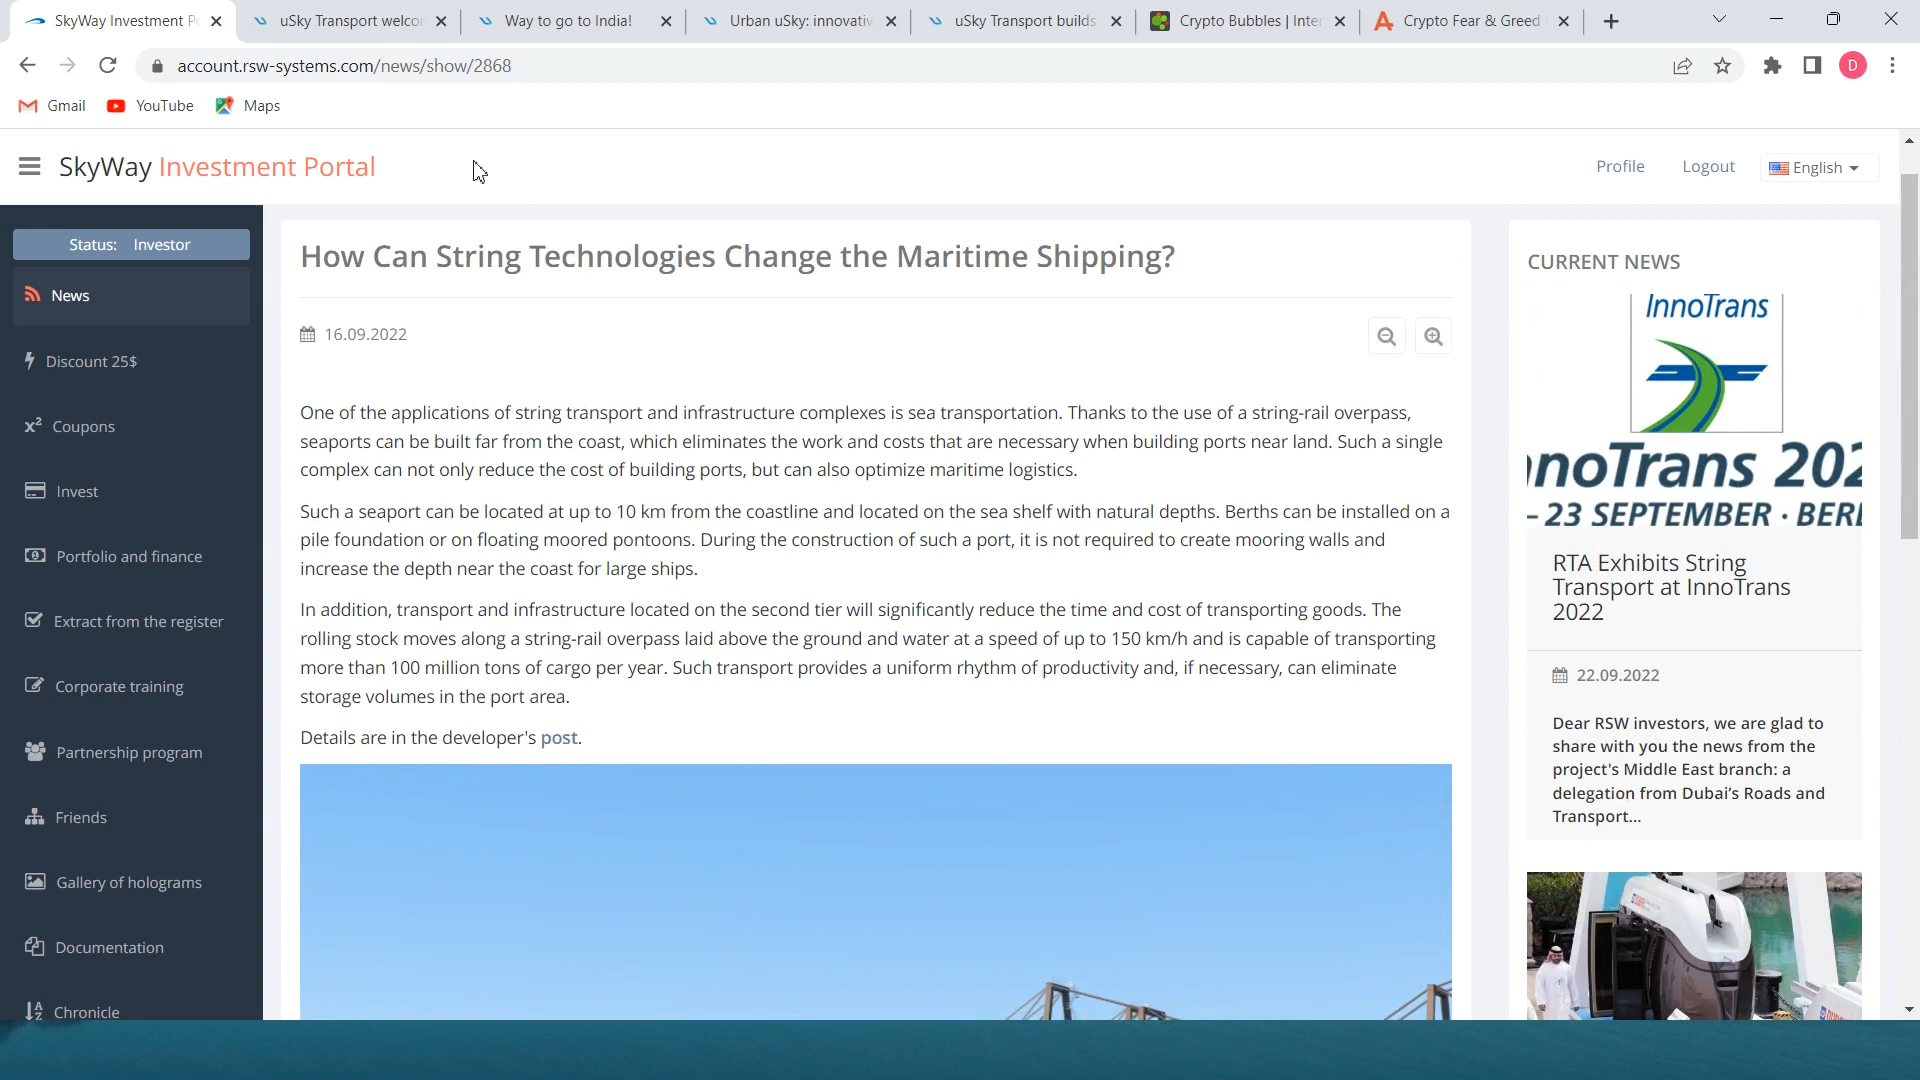 SkyWay Investment P
uSky Transport welco
Way to go to India!
Urban uSky: innovativ
uSky Transport builds
Crypto Bubbles | Inte
Crypto Fear & Greed
D
account.rsw-systems.com/news/show/2868
Gmail
YouTube
Maps
SkyWay Investment Portal
Profile
Logout
English
Status: Investor
News
Discount 25$
x² Coupons
Invest
Portfolio and finance
Extract from the register
Corporate training
Partnership program
Friends
Gallery of holograms
Documentation
Chronicle
How Can String Technologies Change the Maritime Shipping?
16.09.2022
One of the applications of string transport and infrastructure complexes is sea transportation. Thanks to the use of a string-rail overpass,
seaports can be built far from the coast, which eliminates the work and costs that are necessary when building ports near land. Such a single
complex can not only reduce the cost of building ports, but can also optimize maritime logistics.
Such a seaport can be located at up to 10 km from the coastline and located on the sea shelf with natural depths. Berths can be installed on a
pile foundation or on floating moored pontoons. During the construction of such a port, it is not required to create mooring walls and
increase the depth near the coast for large ships.
In addition, transport and infrastructure located on the second tier will significantly reduce the time and cost of transporting goods. The
rolling stock moves along a string-rail overpass laid above the ground and water at a speed of up to 150 km/h and is capable of transporting
more than 100 million tons of cargo per year. Such transport provides a uniform rhythm of productivity and, if necessary, can eliminate
storage volumes in the port area.
Details are in the developer's post.
CURRENT NEWS
InnoTrans
nnoTrans 202
- 23 SEPTEMBER · BERL
RTA Exhibits String
Transport at InnoTrans
2022
22.09.2022
Dear RSW investors, we are glad to
share with you the news from the
project's Middle East branch: a
delegation from Dubai's Roads and
Transport...